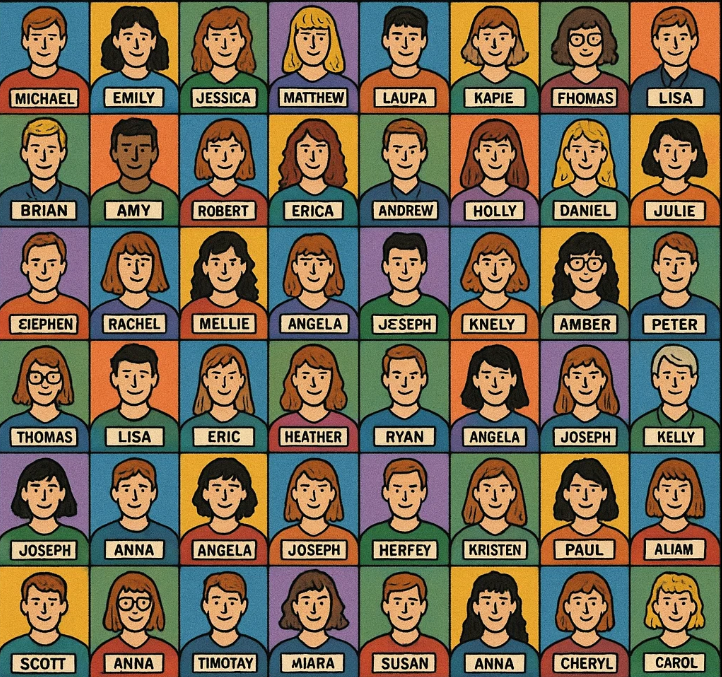 MICHAEL
EMILY
JESSICA
MATTHEW
LAUPA
KAPIE
FHOMAS
LISA
BRIAN
AMY
ROBERT
ERICA
ANDREW
HOLLY
DANIEL
JULIE
EIEPHEN
RACHEL
MELLIE
ANGELA
JESEPH
KNELY
AMBER
PETER
THOMAS
LISA
ERIC
HEATHER
RYAN
ANGELA
JOSEPH
KELLY
JOSEPH
ANNA
ANGELA
JOSEPH
HERFEY
KRISTEN
PAUL
ALIAM
SCOTT
ANNA
TIMOTAY
MIARA
SUSAN
ANNA
CHERYL
CAROL